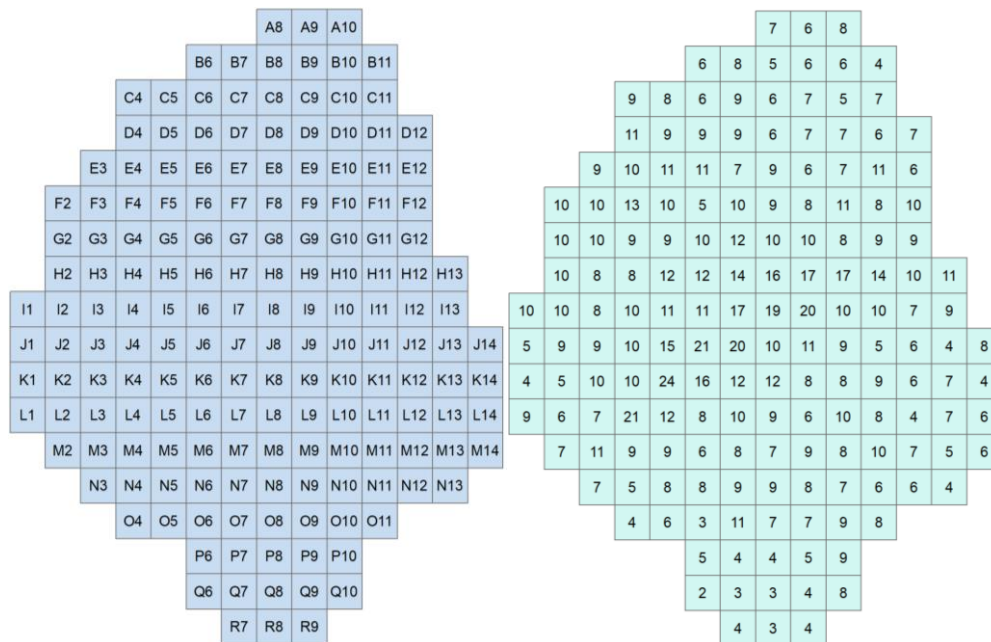 A8 A9 A10 7 6 8
B6 B7 B8 B9 B10 B11 6 8 5 6 6 4
C4 C5 C6 C7 C8 C9 C10 C11 9 8 6 9 6 7 5 7
D4 D5 D6 D7 D8 D9 D10 D11 D12 11 9 9 9 6 7 7 6 7
E3 E4 E5 E6 E7 E8 E9 E10 E11 E12 9 10 11 11 7 9 6 7 11 6
F2 F3 F4 F5 F6 F7 F8 F9 F10 F11 F12 10 10 13 10 5 10 9 8 11 8 10
G2 G3 G4 G5 G6 G7 G8 G9 G10 G11 G12 10 10 9 9 10 12 10 10 8 9 9
H2 H3 H4 H5 H6 H7 H8 H9 H10 H11 H12 H13 10 8 8 12 12 14 16 17 17 14 10 11
I1 I2 I3 I4 I5 I6 I7 I8 I9 I10 I11 I12 I13 10 10 8 10 11 11 17 19 20 10 10 7 9
J1 J2 J3 J4 J5 J6 J7 J8 J9 J10 J11 J12 J13 J14 5 9 9 10 15 21 20 10 11 9 5 6 4 8
K1 K2 K3 K4 K5 K6 K7 K8 K9 K10 K11 K12 K13 K14 4 5 10 10 24 16 12 12 8 8 9 6 7 4
L1 L2 L3 L4 L5 L6 L7 L8 L9 L10 L11 L12 L13 L14 9 6 7 21 12 8 10 9 6 10 8 4 7 6
M2 M3 M4 M5 M6 M7 M8 M9 M10 M11 M12 M13 M14 7 11 9 9 6 8 7 9 8 10 7 5 6
N3 N4 N5 N6 N7 N8 N9 N10 N11 N12 N13 7 5 8 8 9 9 8 7 6 6 4
O4 O5 O6 O7 O8 O9 O10 O11 4 6 3 11 7 7 9 8
P6 P7 P8 P9 P10 5 4 4 5 9
Q6 Q7 Q8 Q9 Q10 2 3 3 4 8
R7 R8 R9 4 3 4